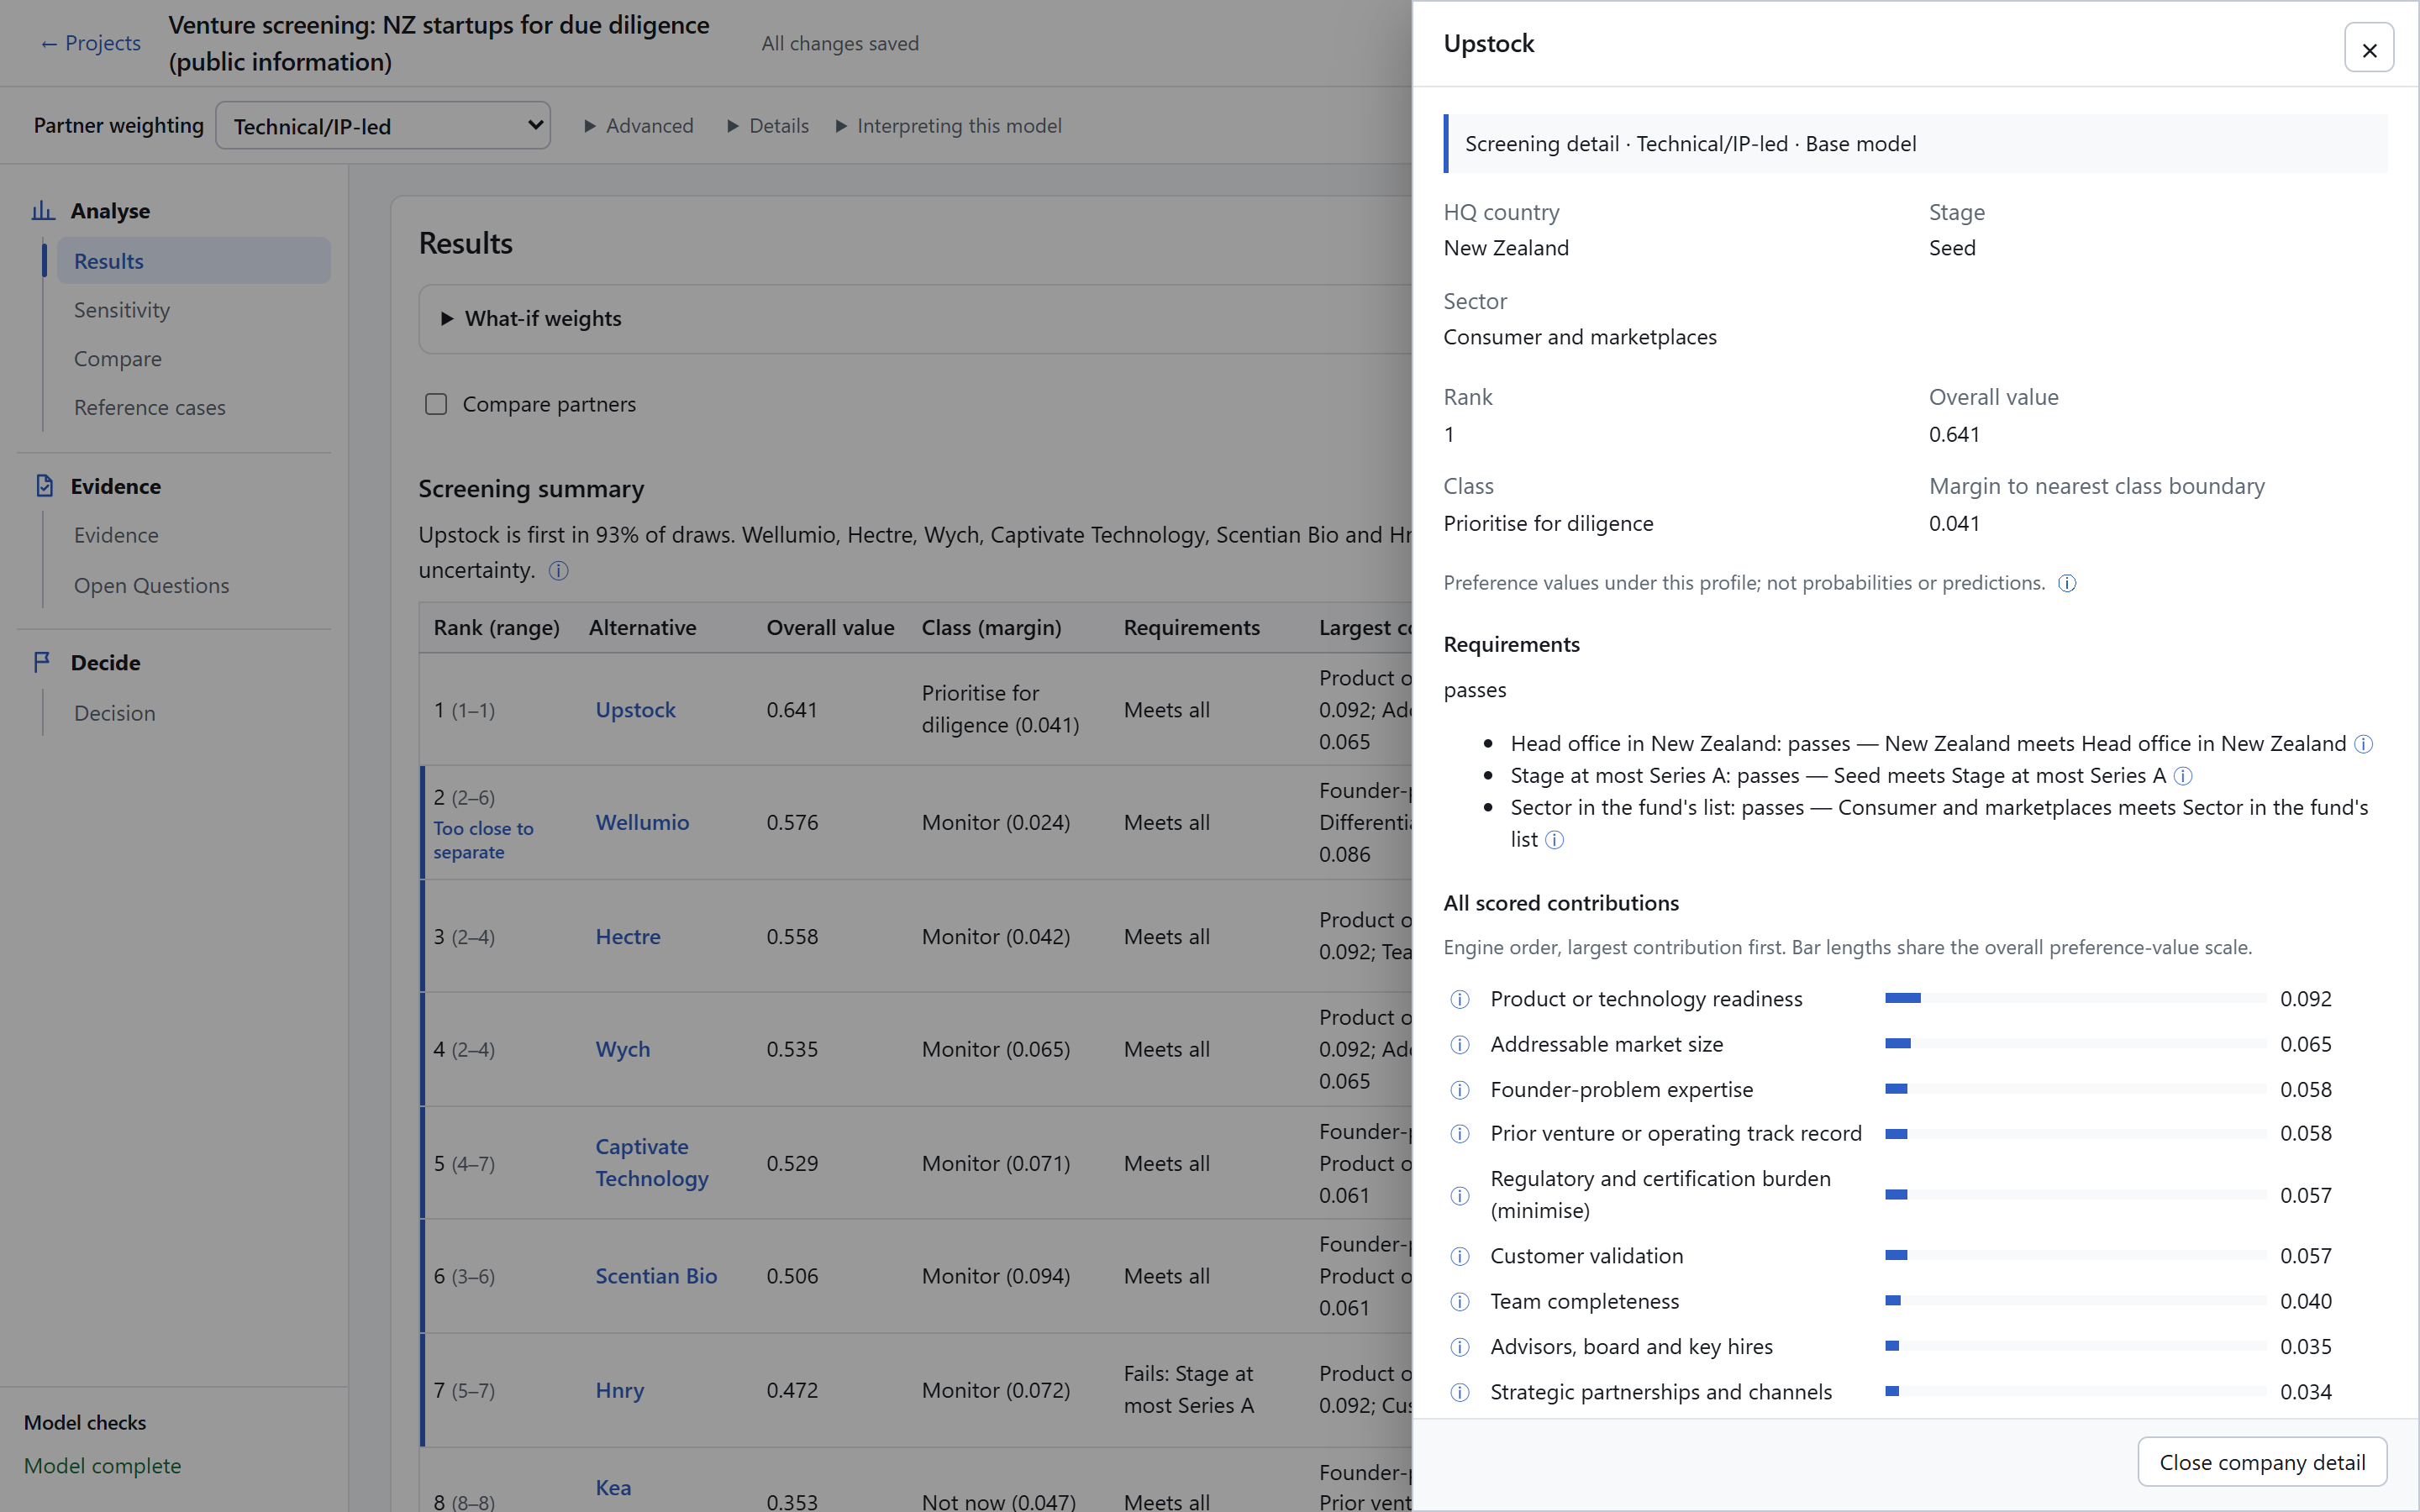 ← Projects
Venture screening: NZ startups for due diligence
(public information)
All changes saved
Partner weighting
Technical/IP-led
Advanced
Details
Interpreting this model
Analyse
Results
Sensitivity
Compare
Reference cases
Evidence
Evidence
Open Questions
Decide
Decision
Model checks
Model complete
Results
What-if weights
Compare partners
Screening summary
Upstock is first in 93% of draws. Wellumio, Hectre, Wych, Captivate Technology, Scentian Bio and
uncertainty.
Rank (range) Alternative Overall value Class (margin) Requirements Largest
1 (1–1) Upstock 0.641 Prioritise for diligence (0.041) Meets all Product
0.092;
0.065
2 (2–6) Too close to separate Wellumio 0.576 Monitor (0.024) Meets all
0.086
3 (2–4) Hectre 0.558 Monitor (0.042) Meets all Product
0.092;
4 (2–4) Wych 0.535 Monitor (0.065) Meets all Product
0.092;
0.065
5 (4–7) Captivate Technology 0.529 Monitor (0.071) Meets all
Product
0.061
6 (3–6) Scentian Bio 0.506 Monitor (0.094) Meets all
Product
0.061
7 (5–7) Hnry 0.472 Monitor (0.072) Fails: Stage at most Series A Product
0.092;
8 (8–8) Kea 0.353 Not now (0.047) Meets all
Prior
Upstock
×
Screening detail · Technical/IP-led · Base model
HQ country
New Zealand
Stage
Seed
Sector
Consumer and marketplaces
Rank
1
Overall value
0.641
Class
Prioritise for diligence
Margin to nearest class boundary
0.041
Preference values under this profile; not probabilities or predictions.
Requirements
passes
Head office in New Zealand: passes — New Zealand meets Head office in New Zealand
Stage at most Series A: passes — Seed meets Stage at most Series A
Sector in the fund's list: passes — Consumer and marketplaces meets Sector in the fund's
list
All scored contributions
Engine order, largest contribution first. Bar lengths share the overall preference-value scale.
Product or technology readiness 0.092
Addressable market size 0.065
Founder-problem expertise 0.058
Prior venture or operating track record 0.058
Regulatory and certification burden
(minimise) 0.057
Customer validation 0.057
Team completeness 0.040
Advisors, board and key hires 0.035
Strategic partnerships and channels 0.034
Close company detail